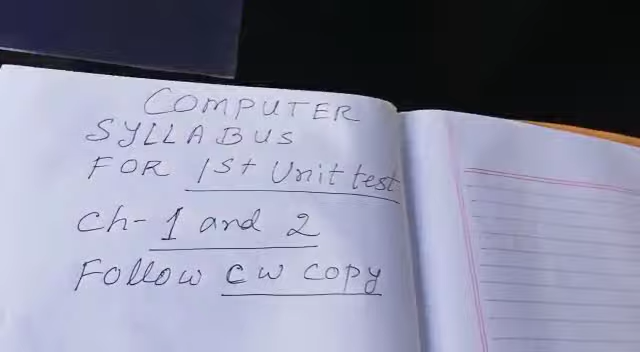 COMPUTER
SYLLABUS
FOR 1St Unit test
Ch- 1 and 2
Follow CW Copy